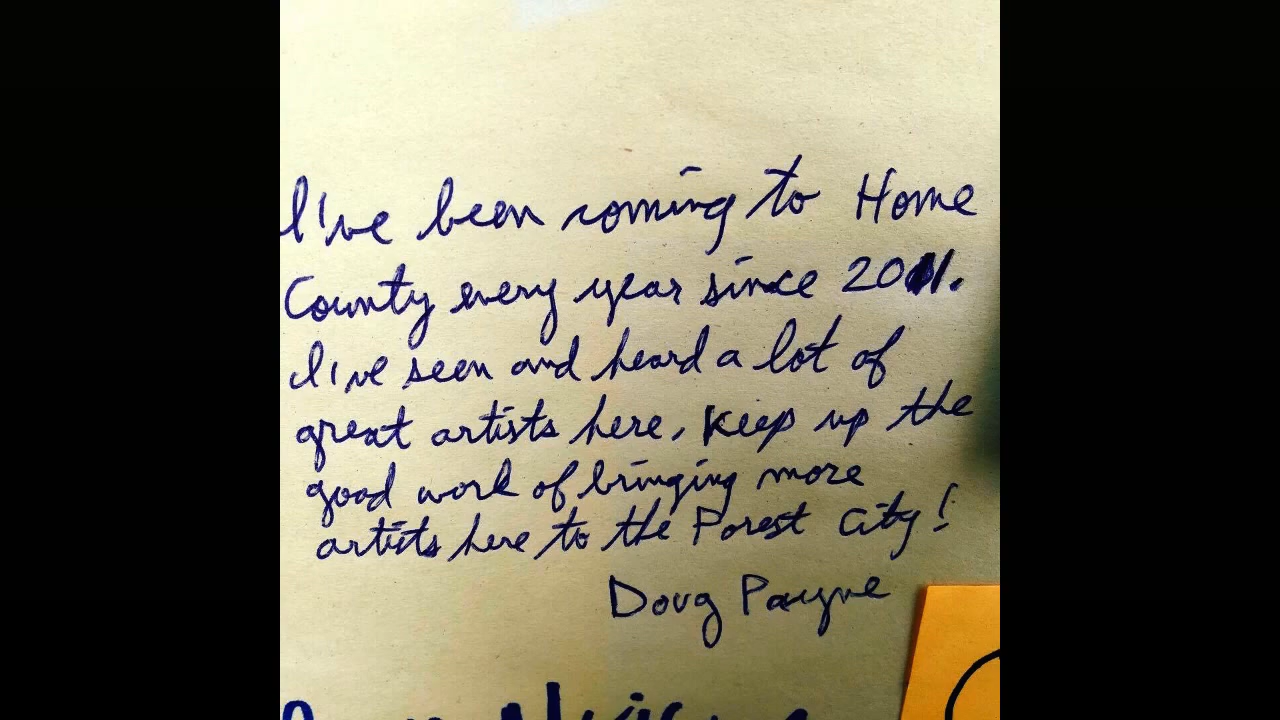 I've been coming to Home
County every year since 2011.
I've seen and heard a lot of
great artists here, Keep up the
good work of bringing more
artists here to the Forest City!
Doug Payne